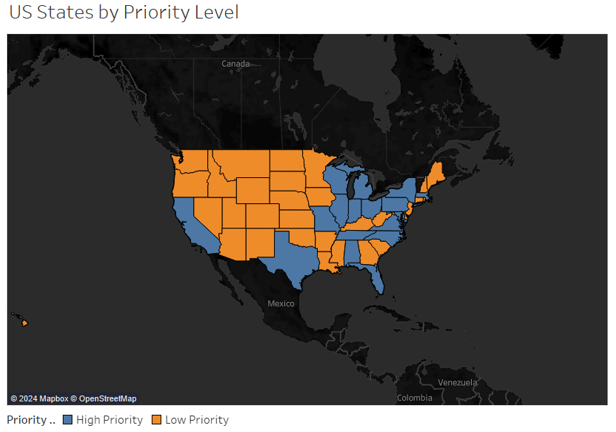 US States by Priority Level
Canada
Mexico
Venezuela
Colombia
© 2024 Mapbox © OpenStreetMap
Priority .. High Priority Low Priority